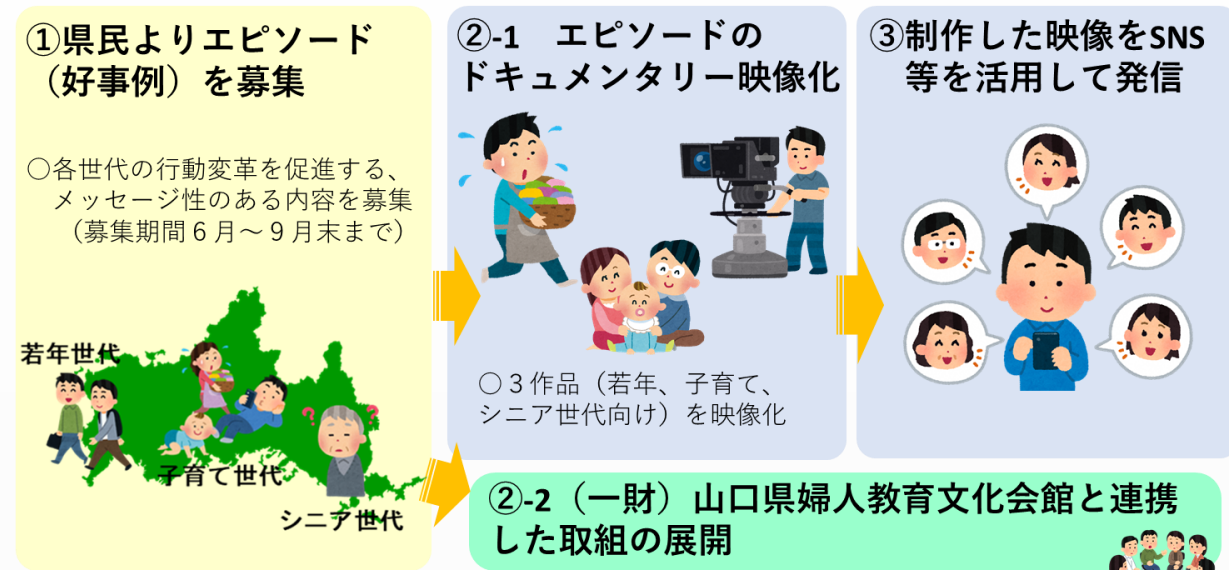 ①県民よりエピソード
（好事例）を募集
〇各世代の行動変革を促進する、
メッセージ性のある内容を募集
（募集期間６月～９月末まで）
若年世代
子育て世代
シニア世代
? ?
②-1　エピソードの
ドキュメンタリー映像化
〇３作品（若年、子育て、
シニア世代向け）を映像化
③制作した映像をSNS
等を活用して発信
②-2（一財）山口県婦人教育文化会館と連携
した取組の展開